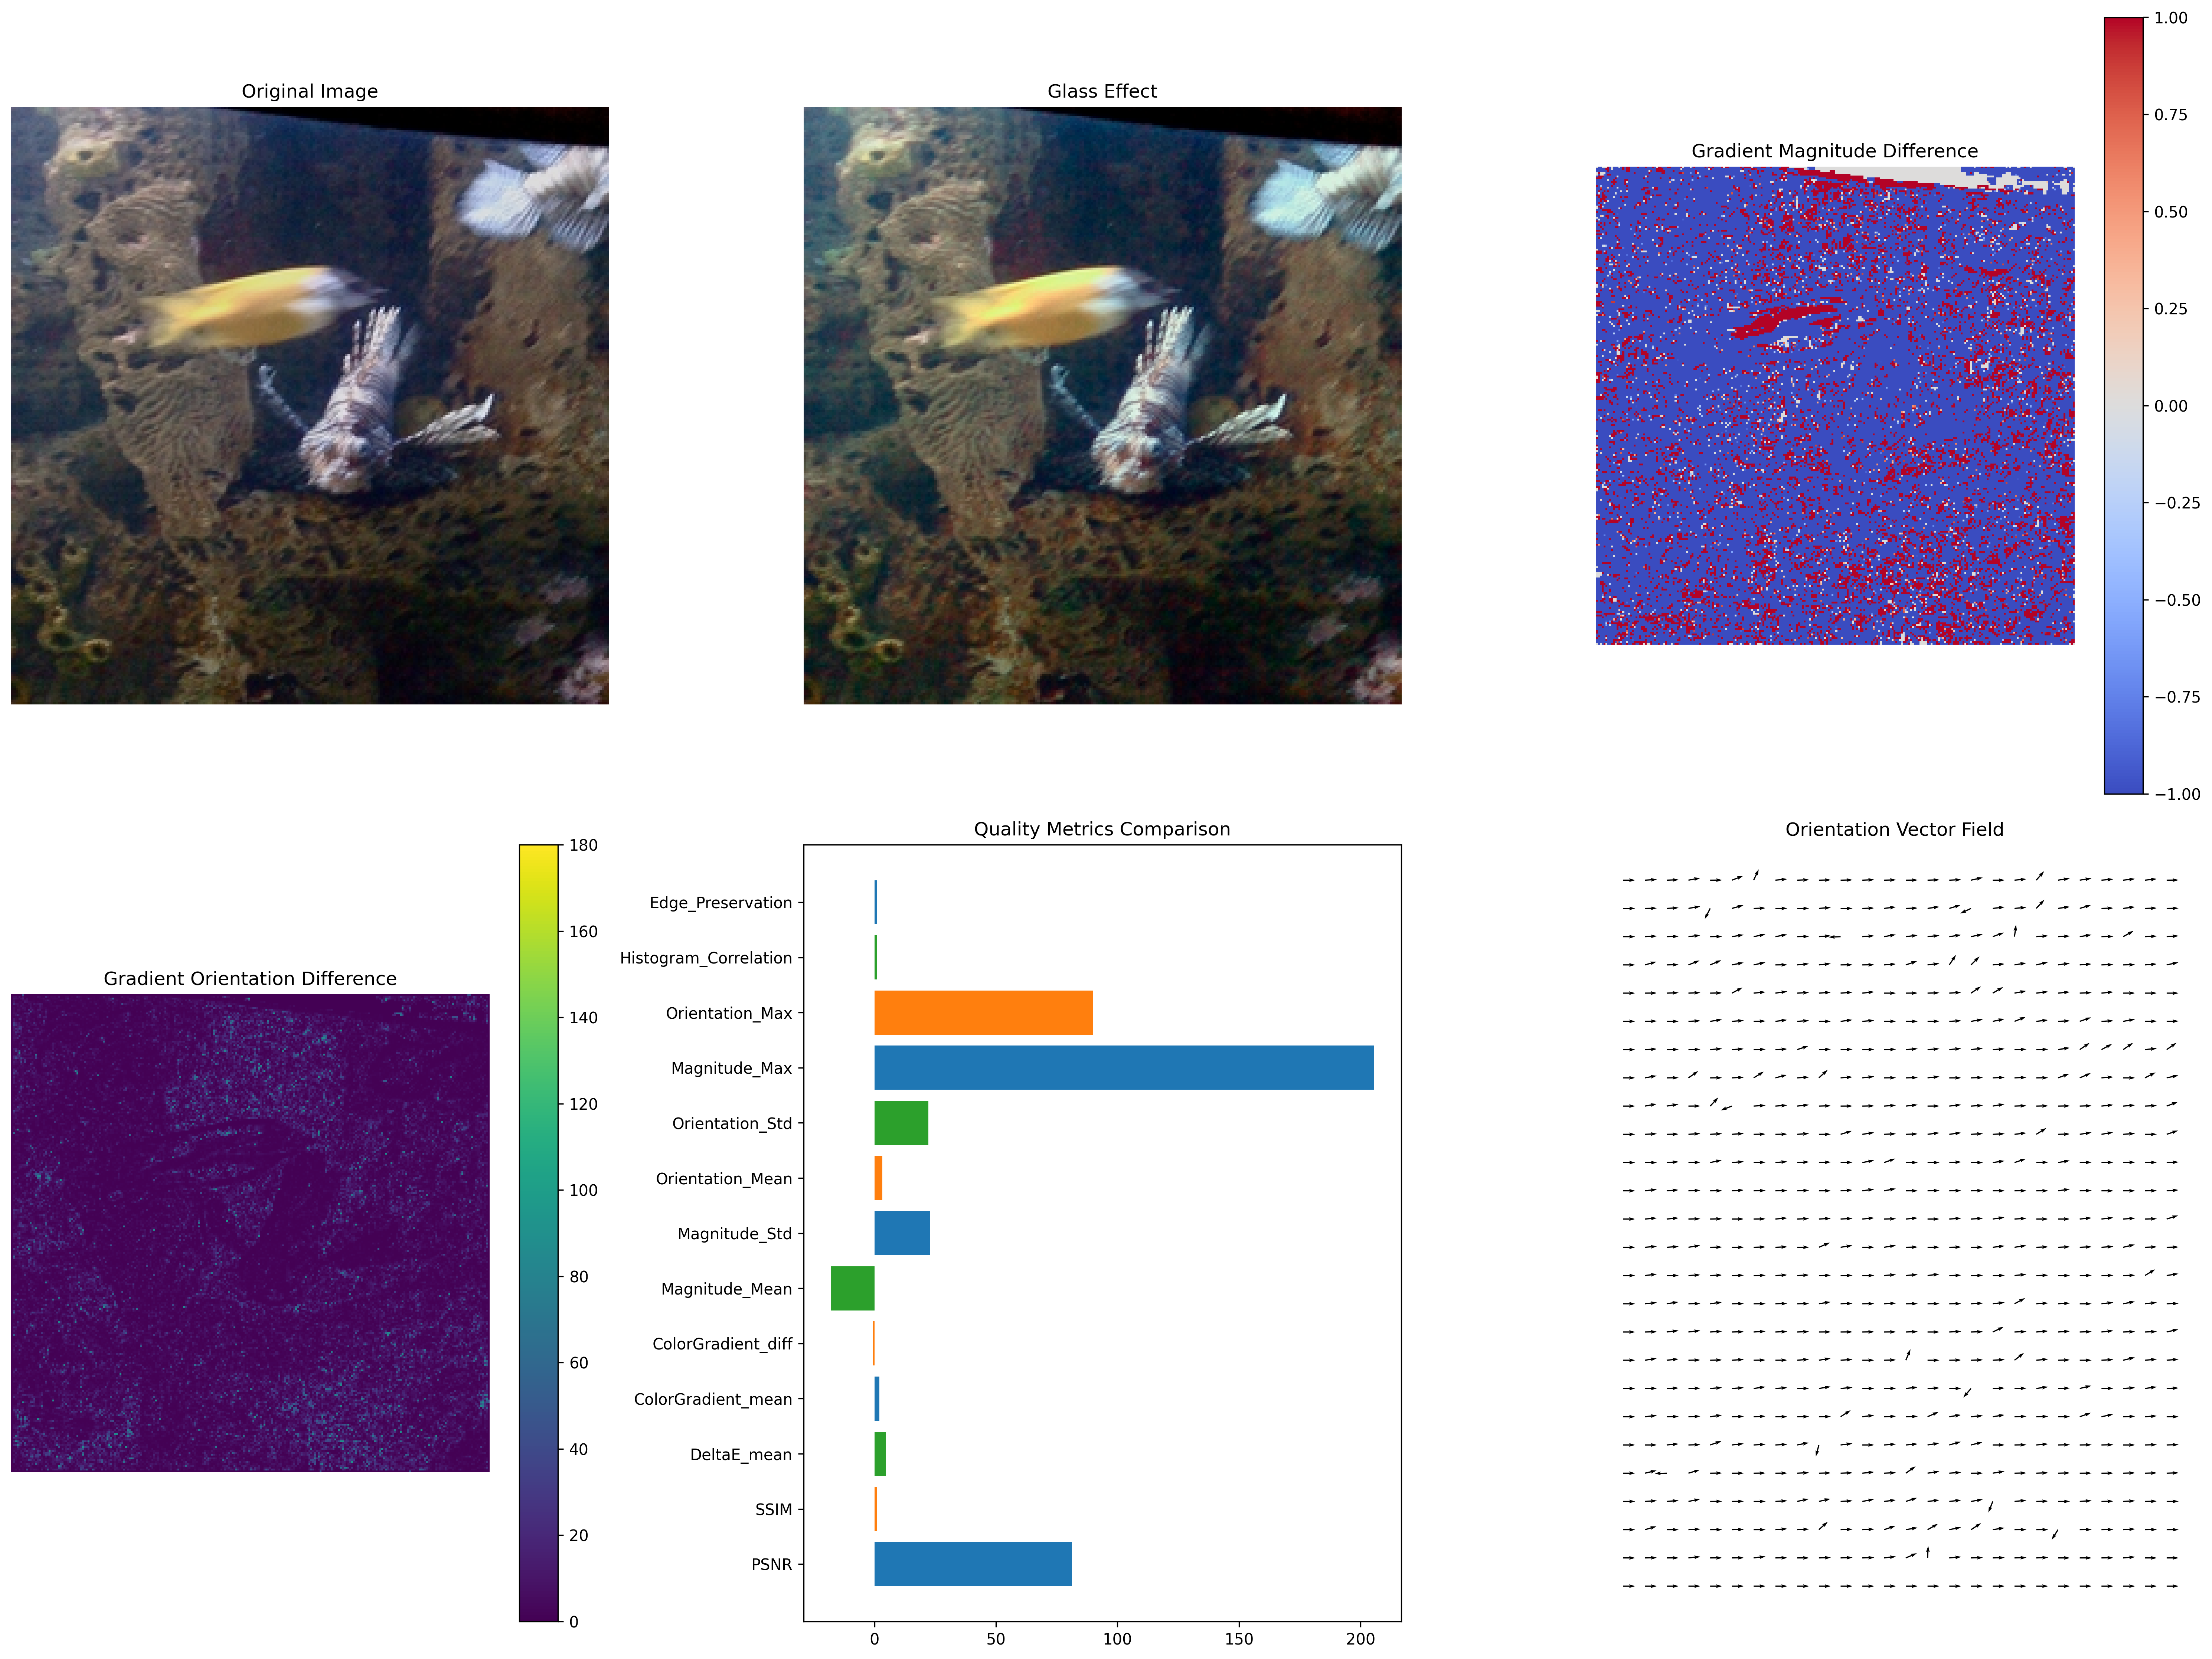 Original Image
Glass Effect
Gradient Magnitude Difference
1.00
0.75
0.50
0.25
0.00
−0.25
−0.50
−0.75
−1.00
Gradient Orientation Difference
180
160
140
120
100
80
60
40
20
0
Quality Metrics Comparison
Edge_Preservation
Histogram_Correlation
Orientation_Max
Magnitude_Max
Orientation_Std
Orientation_Mean
Magnitude_Std
Magnitude_Mean
ColorGradient_diff
ColorGradient_mean
DeltaE_mean
SSIM
PSNR
0 50 100 150 200
Orientation Vector Field